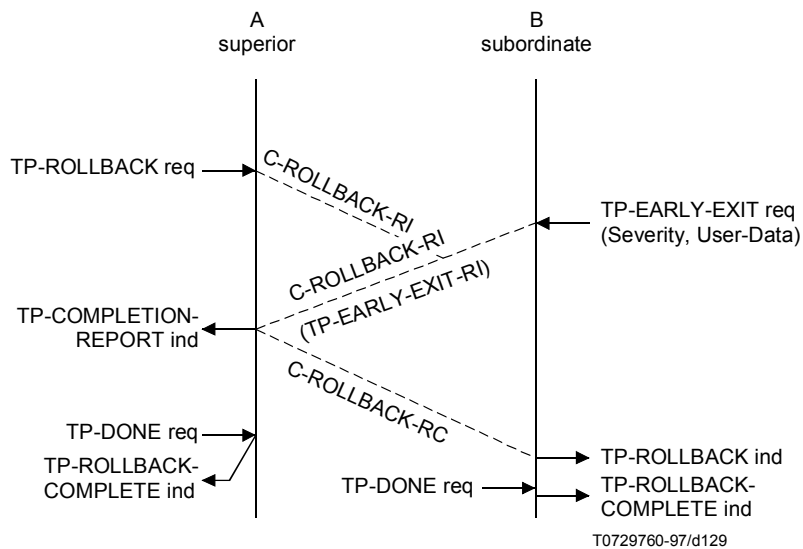 A
superior
B
subordinate
TP-ROLLBACK req
C-ROLLBACK-RI
TP-EARLY-EXIT req
(Severity, User-Data)
C-ROLLBACK-RI
(TP-EARLY-EXIT-RI)
TP-COMPLETION-
REPORT ind
C-ROLLBACK-RC
TP-DONE req
TP-ROLLBACK ind
TP-ROLLBACK-
COMPLETE ind
TP-DONE req
TP-ROLLBACK-
COMPLETE ind
T0729760-97/d129